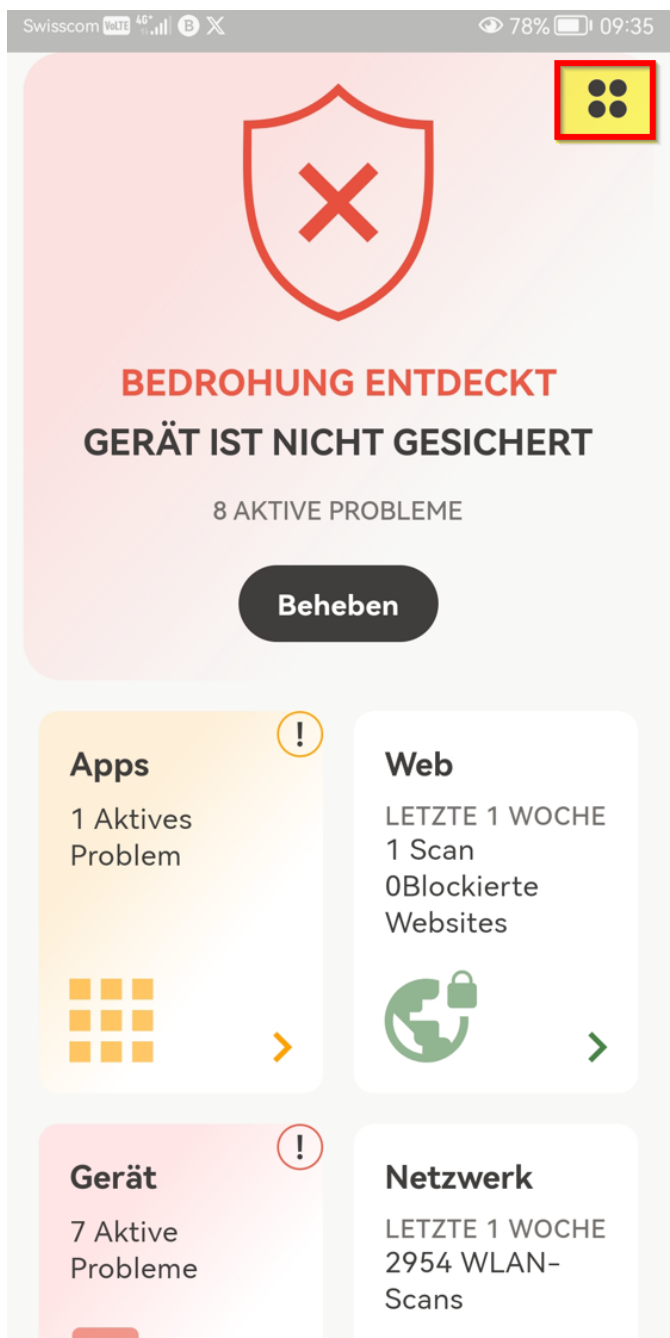 Swisscom VoLTE 4G+ B X 78% 09:35
BEDROHUNG ENTDECKT
GERÄT IST NICHT GESICHERT
8 AKTIVE PROBLEME
Beheben
!
Apps
1 Aktives
Problem
Web
LETZTE 1 WOCHE
1 Scan
0Blockierte
Websites
!
Gerät
7 Aktive
Probleme
Netzwerk
LETZTE 1 WOCHE
2954 WLAN-
Scans